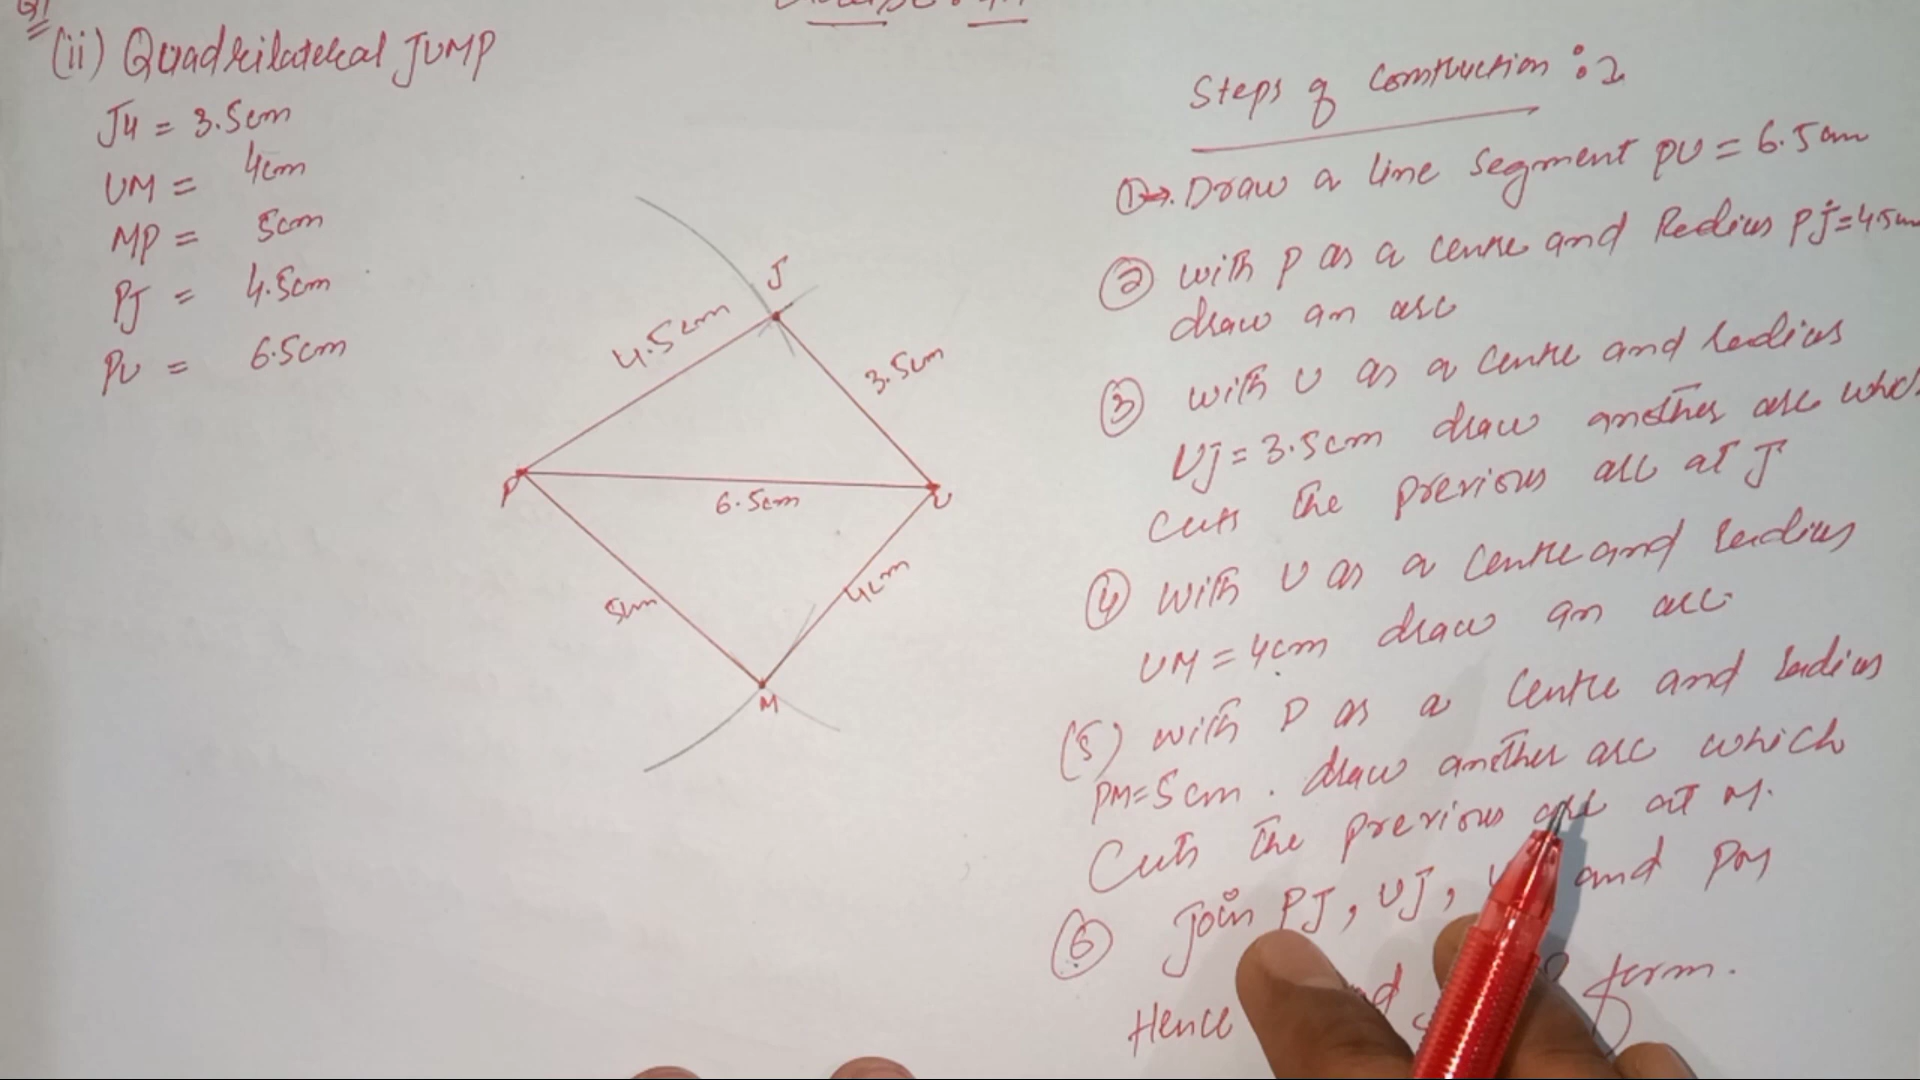 (ii) Quadrilateral JUMP
JU = 3.5cm
UM = 4cm
MP = 5cm
PJ = 4.5cm
PU = 6.5cm
J
4.5cm
3.5cm
P
6.5cm
U
5cm
4cm
M
Steps of Construction :
① Draw a line segment PU = 6.5cm
② with P as a centre and Radius PJ=4.5cm
draw an arc
③ with U as a centre and radius
UJ = 3.5cm draw another arc which
cuts the previous arc at J
④ With U as a centre and radius
UM = 4cm draw an arc.
(5) with P as a centre and radius
PM=5cm. draw another arc which
Cuts the previous arc at M.
⑥ Join PJ, UJ, and PM
Hence form.